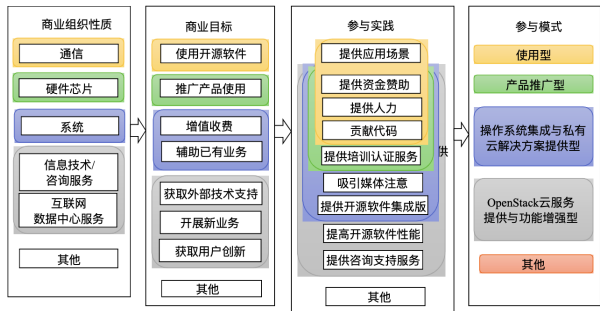 商业组织性质
通信
硬件芯片
系统
信息技术/
咨询服务
互联网
数据中心服务
其他
商业目标
使用开源软件
推广产品使用
增值收费
辅助已有业务
获取外部技术支持
开展新业务
获取用户创新
其他
参与实践
提供应用场景
提供资金赞助
提供人力
贡献代码
提供培训认证服务
供
吸引媒体注意
提供开源软件集成版
提高开源软件性能
提供咨询支持服务
其他
参与模式
使用型
产品推广型
操作系统集成与私有
云解决方案提供型
OpenStack云服务
提供与功能增强型
其他